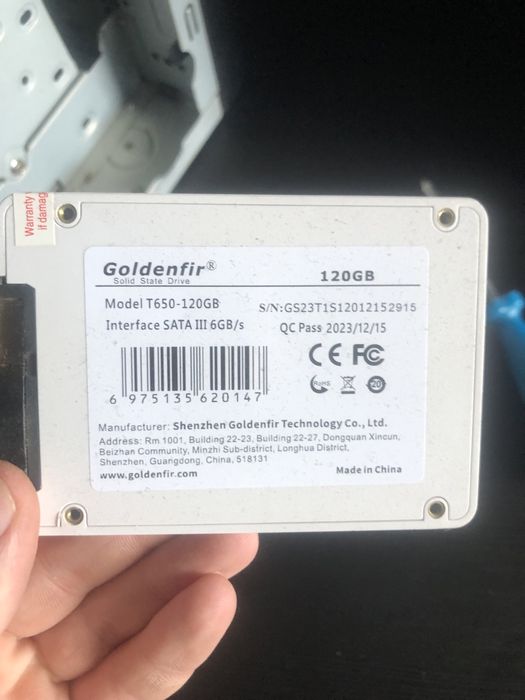 Warranty
if damag
Goldenfir®
Solid State Drive
120GB
Model T650-120GB
S/N:GS23T1S12012152915
Interface SATA III 6GB/s
QC Pass 2023/12/15
CE FC
RoHS
20
6 975135 620147
Manufacturer: Shenzhen Goldenfir Technology Co., Ltd.
Address: Rm 1001, Building 22-23, Building 22-27, Dongquan Xincun,
Beizhan Community, Minzhi Sub-district, Longhua District,
Shenzhen, Guangdong, China, 518131
www.goldenfir.com
Made in China